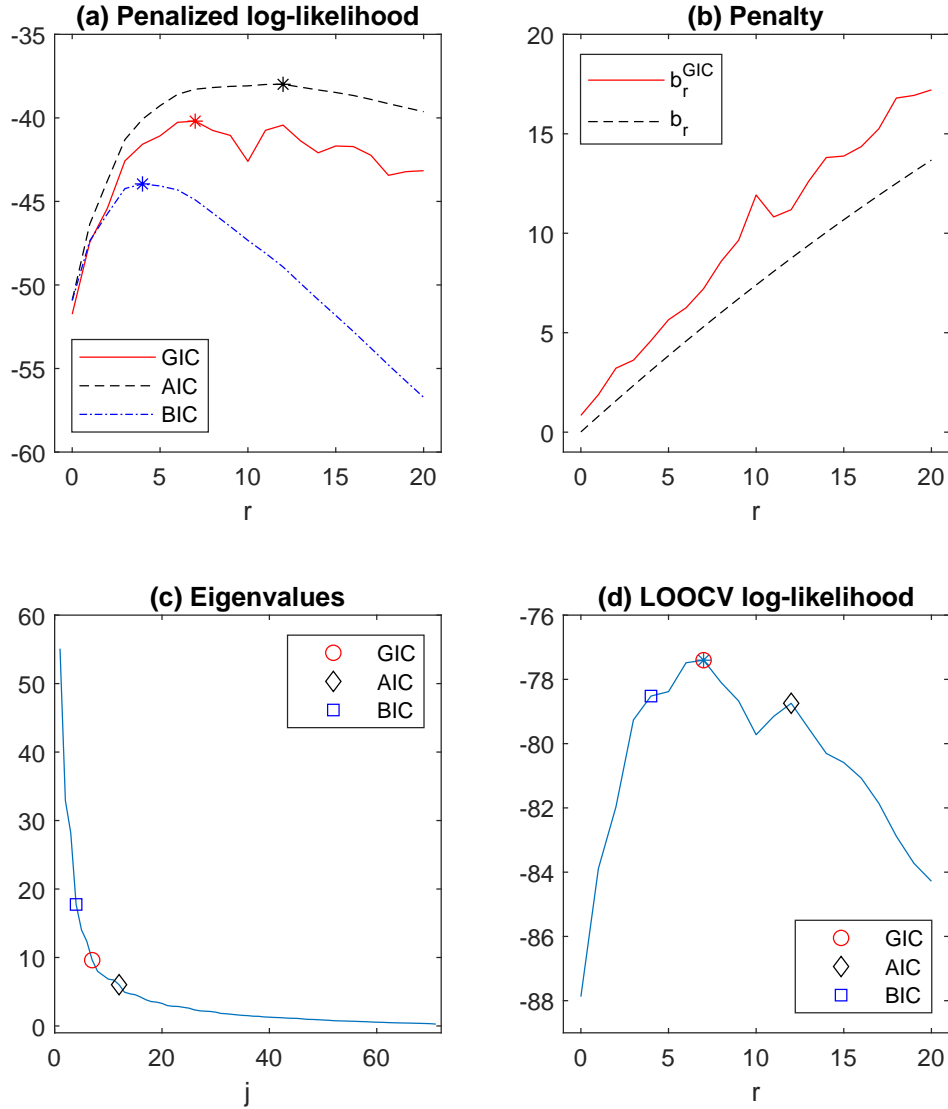 (a) Penalized log-likelihood
-35
-40
-45
-50
-55
-60
0 5 10 15 20
r
GIC
AIC
BIC
(b) Penalty
20
15
10
5
0
0 5 10 15 20
r
b_r^GIC
b_r
(c) Eigenvalues
60
50
40
30
20
10
0
0 20 40 60
j
GIC
AIC
BIC
(d) LOOCV log-likelihood
-76
-78
-80
-82
-84
-86
-88
0 5 10 15 20
r
GIC
AIC
BIC